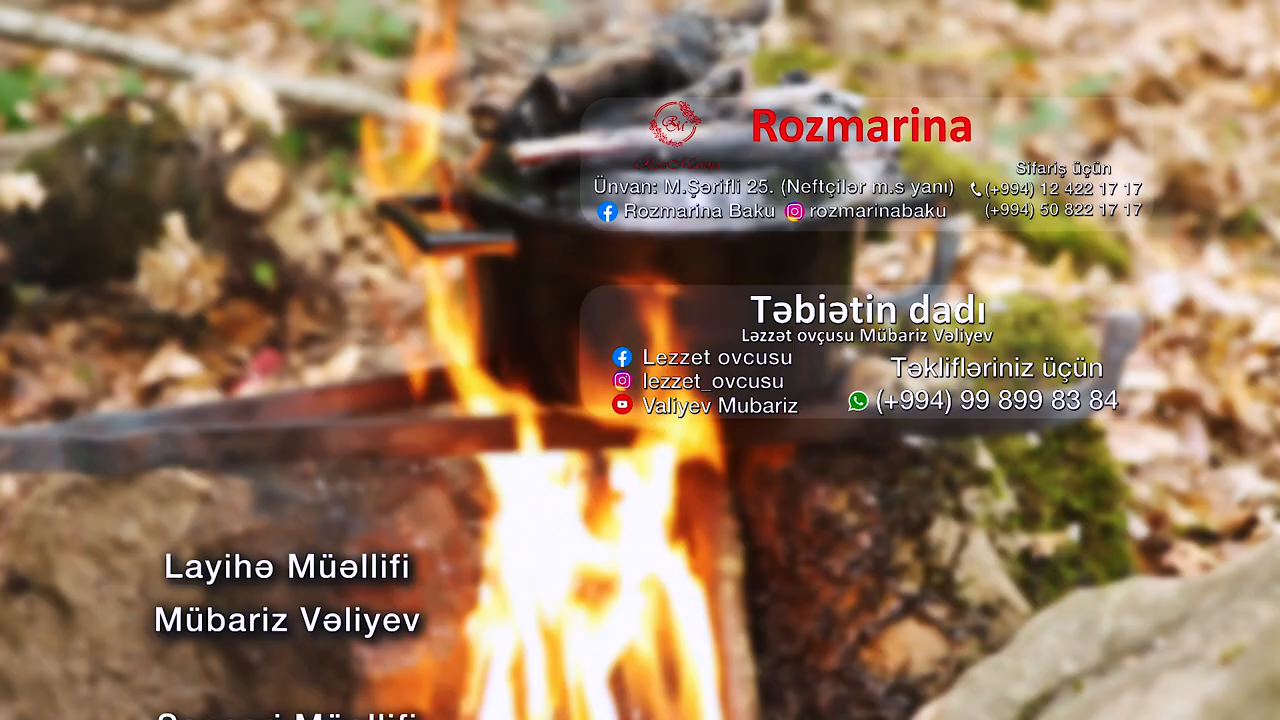 Rozmarina
Sifariş üçün
Ünvan: M.Şərifli 25. (Neftçilər m.s yanı)
(+994) 12 422 17 17
Rozmarina Baku rozmarinabaku
(+994) 50 822 17 17
Təbiətin dadı
Ləzzət ovçusu Mübariz Vəliyev
Lezzet ovcusu
lezzet_ovcusu
Valiyev Mubariz
Təklifləriniz üçün
(+994) 99 899 83 84
Layihə Müəllifi
Mübariz Vəliyev